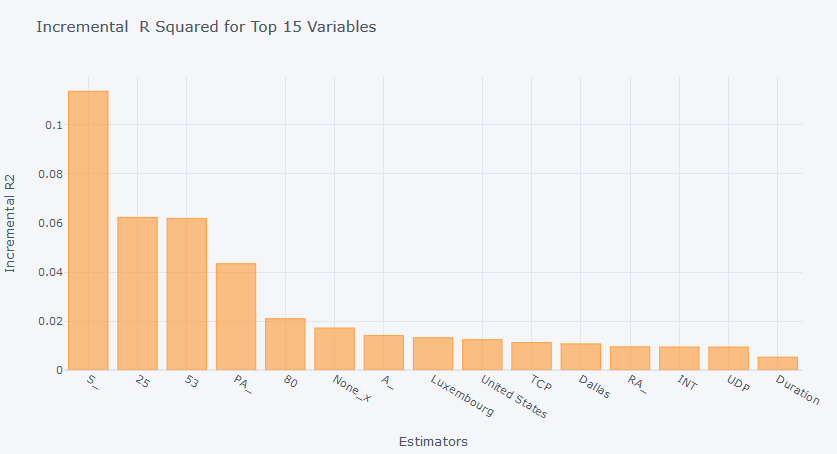 Incremental  R Squared for Top 15 Variables
Incremental R2
0.1
0.08
0.06
0.04
0.02
0
S_
25
53
PA_
80
None_x
A_
Luxembourg
United States
TCP
Dallas
RA_
INT
UDP
Duration
Estimators